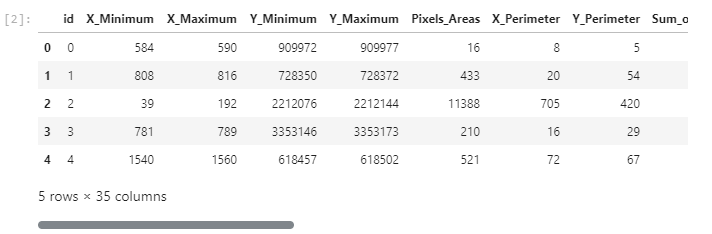 [2]:
id X_Minimum X_Maximum Y_Minimum Y_Maximum Pixels_Areas X_Perimeter Y_Perimeter Sum_o
0 0 584 590 909972 909977 16 8 5
1 1 808 816 728350 728372 433 20 54
2 2 39 192 2212076 2212144 11388 705 420
3 3 781 789 3353146 3353173 210 16 29
4 4 1540 1560 618457 618502 521 72 67
5 rows × 35 columns